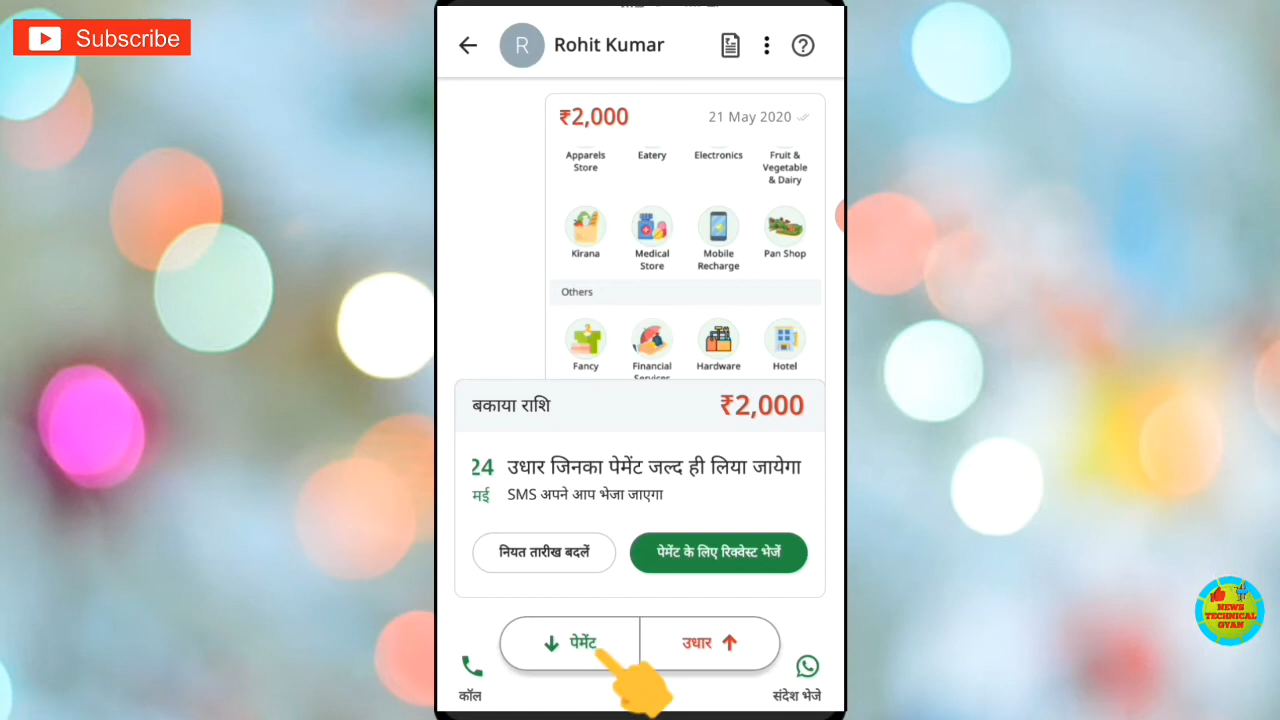 Subscribe
R
Rohit Kumar
₹2,000
21 May 2020
Apparels Store
Eatery
Electronics
Fruit & Vegetable & Dairy
Kirana
Medical Store
Mobile Recharge
Pan Shop
Others
Fancy
Financial Services
Hardware
Hotel
बकाया राशि
₹2,000
24 मई
उधार जिनका पेमेंट जल्द ही लिया जायेगा
SMS अपने आप भेजा जाएगा
नियत तारीख बदलें
पेमेंट के लिए रिक्वेस्ट भेजें
पेमेंट
उधार
कॉल
संदेश भेजे
NEWS
TECHNICAL
GYAN